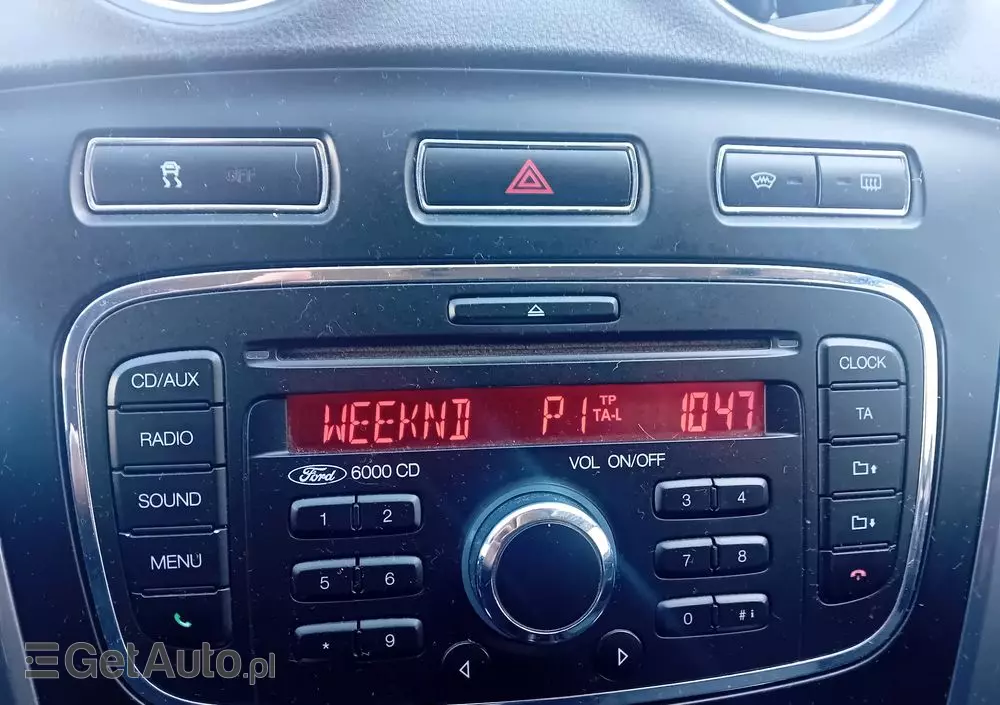 OFF
WEEKND P1 TP TA-L 1047
Ford 6000 CD
VOL ON/OFF
CD/AUX
RADIO
SOUND
MENU
1 2
5 6
* 9
3 4
7 8
0 # i
CLOCK
TA
GetAuto.pl